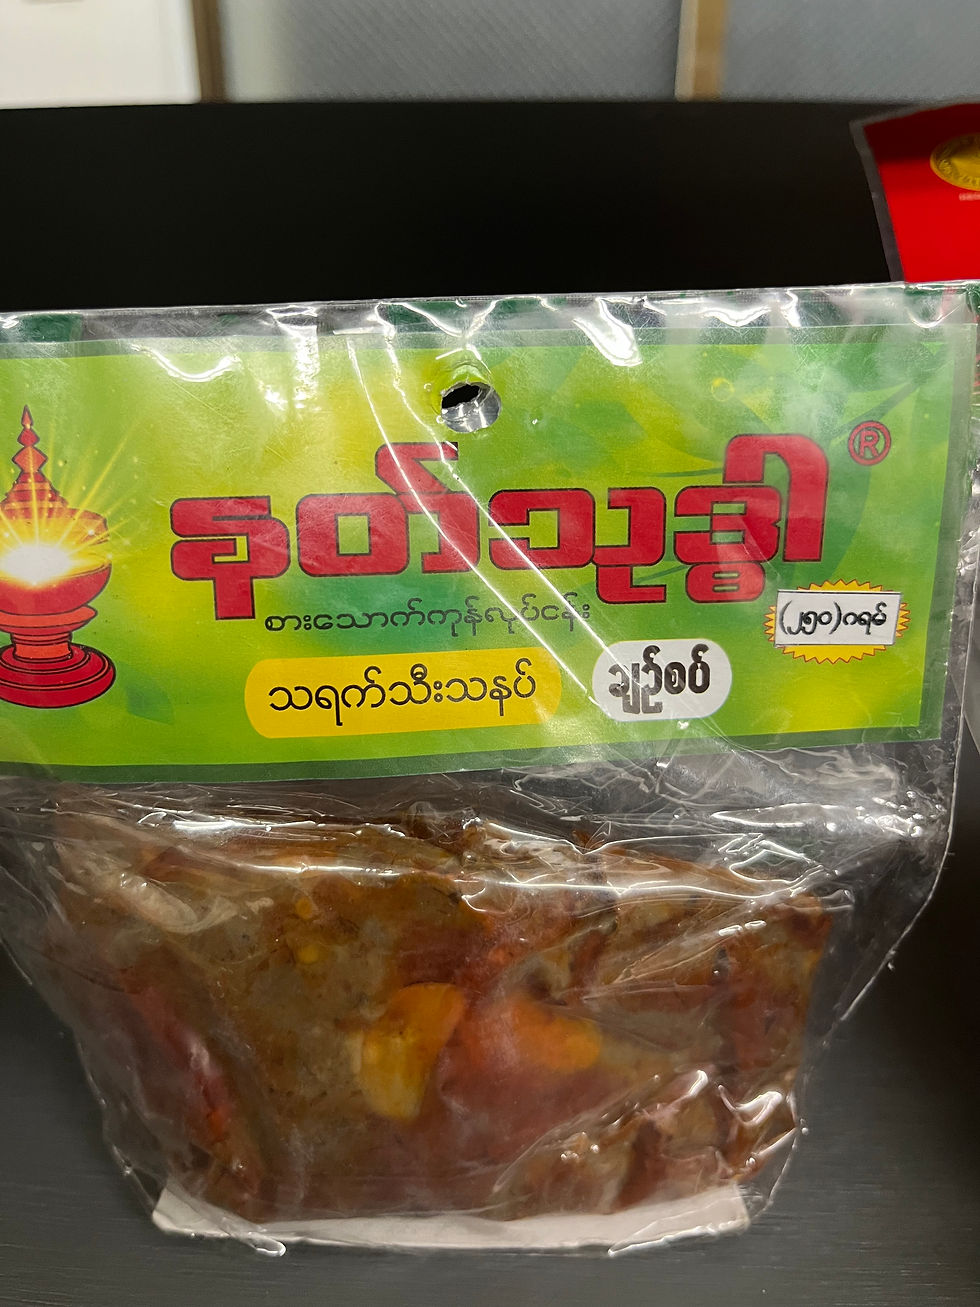 နတ်သုဒ္ဓါ ®
စားသောက်ကုန်လုပ်ငန်း
(၂၅၀)ဂရမ်
သရက်သီးသနပ်
ချဉ်စပ်